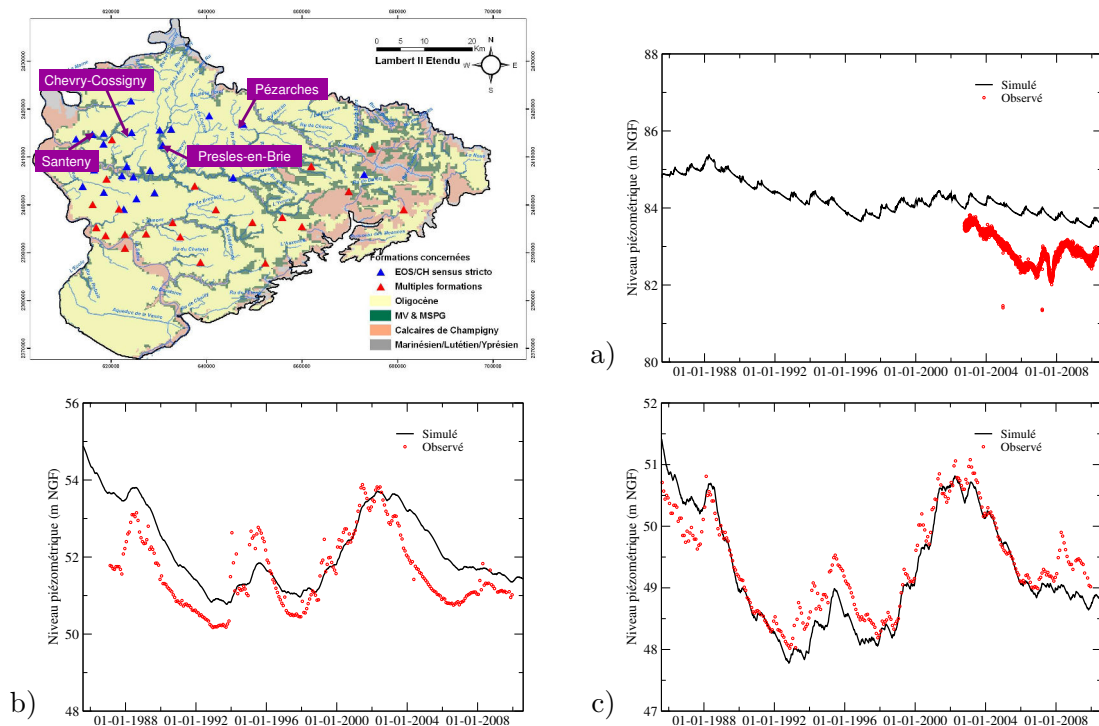 0 10 20
Km
Lambert II Etendu
N
W E
S
Chevry-Cossigny
Pézarches
Santeny
Presles-en-Brie
Formations concernées
EOS/CH sensus stricto
Multiples formations
Oligocène
MV & MSPG
Calcaires de Champigny
Marinésien/Lutétien/Yprésien
620000 640000 660000 680000 700000
Niveau piézométrique (m NGF)
88
86
84
82
80
Simulé
Observé
01-01-1988 01-01-1992 01-01-1996 01-01-2000 01-01-2004 01-01-2008
a)
Niveau piézométrique (m NGF)
56
54
52
50
48
Simulé
Observé
01-01-1988 01-01-1992 01-01-1996 01-01-2000 01-01-2004 01-01-2008
b)
Niveau piézométrique (m NGF)
52
51
50
49
48
47
Simulé
Observé
01-01-1988 01-01-1992 01-01-1996 01-01-2000 01-01-2004 01-01-2008
c)